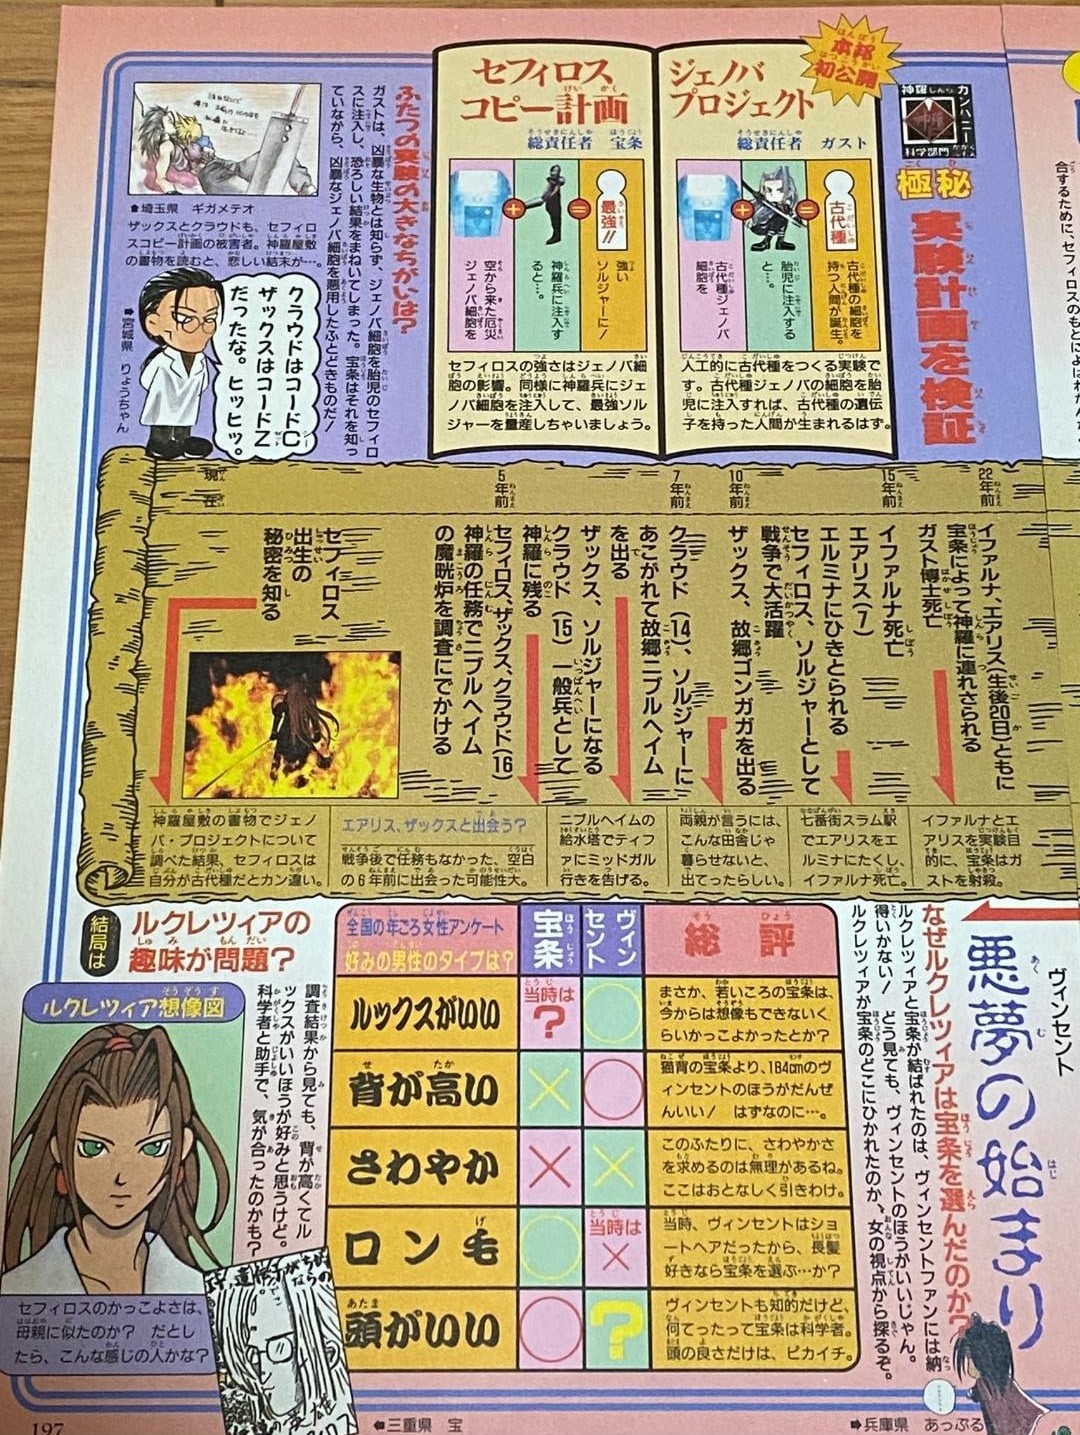 本邦初公開
神羅カンパニー
科学部門
極秘
実験計画を検証
ジェノバ
プロジェクト
総責任者 ガスト
古代種ジェノバ
細胞を
胎児に注入する
と…。
古代種
古代種の細胞を
持つ人間が誕生。
人工的に古代種をつくる実験で
す。古代種ジェノバの細胞を胎
児に注入すれば、古代種の遺伝
子を持った人間が生まれるはず。
セフィロス
コピー計画
総責任者 宝条
空から来た厄災
ジェノバ細胞を
神羅兵に注入す
ると…。
最強!!
強い
ソルジャーに!
セフィロスの強さはジェノバ細
胞の影響。同様に神羅兵にジェ
ノバ細胞を注入して、最強ソル
ジャーを量産しちゃいましょう。
ふたつの実験の大きなちがいは?
ガストは、凶暴な生物とは知らず、ジェノバ細胞を胎児のセフィロ
スに注入し、恐ろしい結果をまねいてしまった。宝条はそれを知っ
ていながら、凶暴なジェノバ細胞を悪用したふとどきものだ!
埼玉県 ギガメテオ
ザックスとクラウドも、セフィロ
スコピー計画の被害者。神羅屋敷
の書物を読むと、悲しい結末が…。
クラウドはコードC
ザックスはコードZ
だったな。ヒッヒッ。
宮城県 りょうちゃん
22年前
イファルナ、エアリス(生後20日)ともに
宝条によって神羅に連れさられる
ガスト博士死亡
15年前
イファルナ死亡
エアリス(7)
エルミナにひきとられる
セフィロス、ソルジャーとして
戦争で大活躍
10年前
ザックス、故郷ゴンガガを出る
7年前
クラウド(14)、ソルジャーに
あこがれて故郷ニブルヘイム
を出る
ザックス、ソルジャーになる
クラウド(15)一般兵として
神羅に残る
5年前
セフィロス、ザックス、クラウド(16)
神羅の任務でニブルヘイム
の魔晄炉を調査にでかける
セフィロス
出生の
秘密を知る
現在
イファルナとエ
アリスを実験目
的に、宝条はガ
ストを射殺。
七番街スラム駅
でエアリスをエ
ルミナにたくし、
イファルナ死亡。
両親が言うには、
こんな田舎じゃ
暮らせないと、
出てったらしい。
ニブルヘイムの
給水塔でティフ
ァにミッドガル
行きを告げる。
エアリス、ザックスと出会う?
戦争後で任務もなかった、空白
の6年前に出会った可能性大。
神羅屋敷の書物でジェノ
バ・プロジェクトについて
調べた結果、セフィロスは
自分が古代種だとカン違い。
ヴィンセント
悪夢の始まり
なぜルクレツィアは宝条を選んだのか?
ルクレツィアと宝条が結ばれたのは、ヴィンセントファンには納
得いかない! どう見ても、ヴィンセントのほうがいいじゃん。
ルクレツィアが宝条のどこにひかれたのか、女の視点から探るぞ。
全国の年ごろ女性アンケート
好みの男性のタイプは?
宝条
ヴィンセント
総評
ルックスがいい
当時は
?
○
まさか、若いころの宝条は、
今からは想像もできないく
らいかっこよかったとか?
背が高い
×
○
猫背の宝条より、184cmのヴ
ィンセントのほうがだんぜ
んいい! はずなのに…。
さわやか
×
×
このふたりに、さわやかさ
を求めるのは無理があるね。
ここはおとなしく引きわけ。
ロン毛
○
当時は
×
当時、ヴィンセントはショ
ートヘアだったから、長髪
好きなら宝条を選ぶ…か?
頭がいい
○
?
ヴィンセントも知的だけど、
何てったって宝条は科学者。
頭の良さだけは、ピカイチ。
結局は
ルクレツィアの
趣味が問題?
調査結果から見ても、背が高くてル
ックスがいいほうが好みと思うけど。
科学者と助手で、気が合ったのかも?
ルクレツィア想像図
セフィロスのかっこよさは、
母親に似たのか? だとし
たら、こんな感じの人かな?
197
三重県 宝
兵庫県 あっぷる